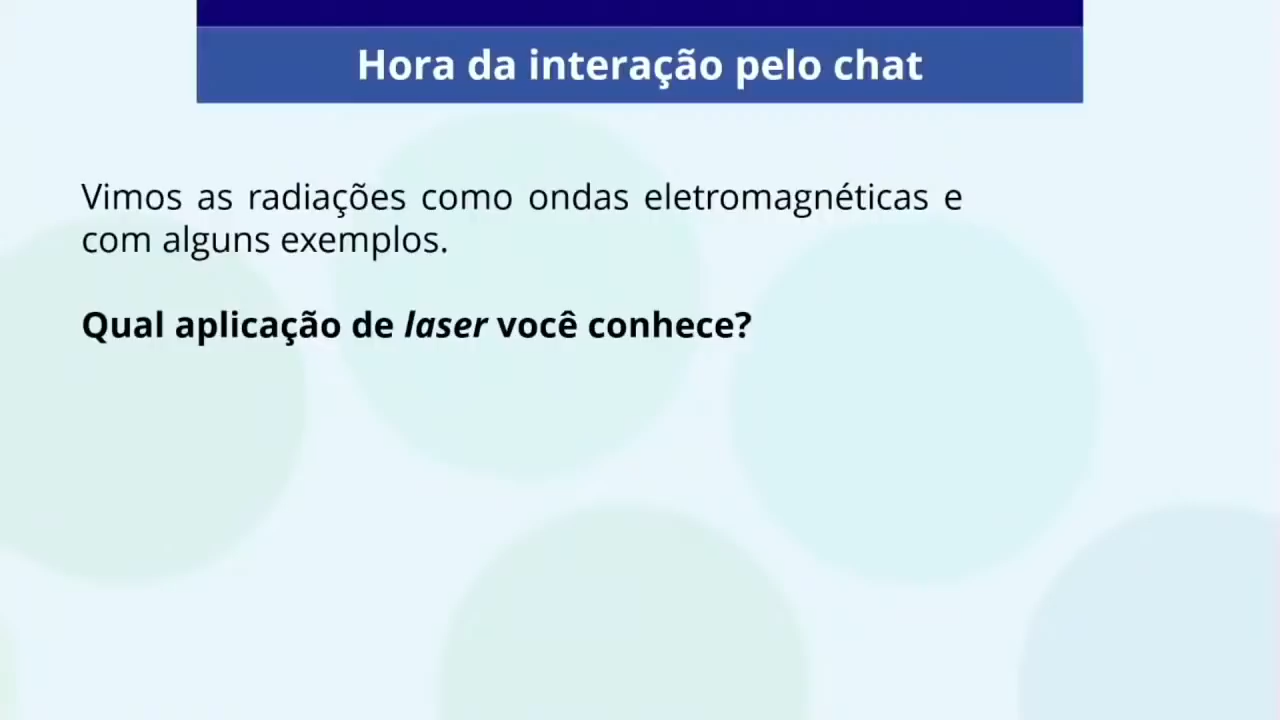 Hora da interação pelo chat
Vimos as radiações como ondas eletromagnéticas e
com alguns exemplos.
Qual aplicação de laser você conhece?